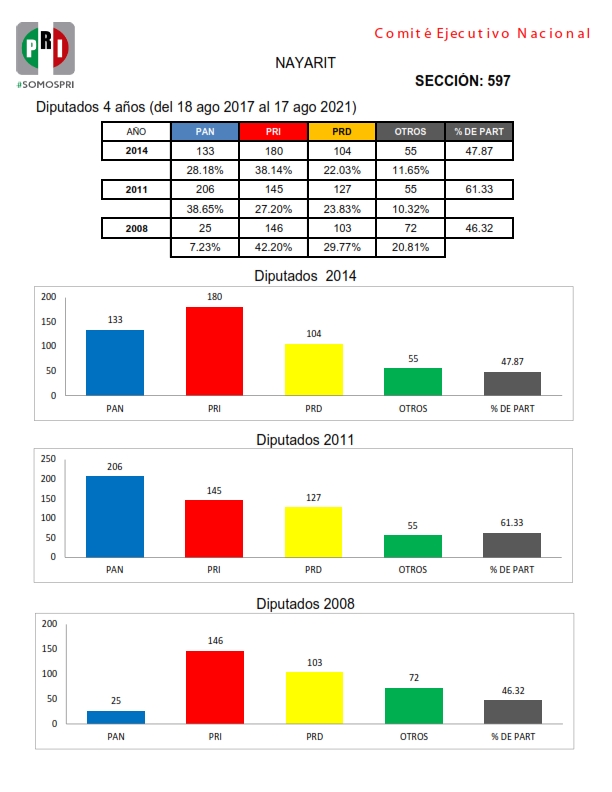 Comité Ejecutivo Nacional
PRI
#SOMOSPRI
NAYARIT
SECCIÓN: 597
Diputados 4 años (del 18 ago 2017 al 17 ago 2021)
AÑO PAN PRI PRD OTROS % DE PART
2014 133 180 104 55 47.87
28.18% 38.14% 22.03% 11.65%
2011 206 145 127 55 61.33
38.65% 27.20% 23.83% 10.32%
2008 25 146 103 72 46.32
7.23% 42.20% 29.77% 20.81%
Diputados 2014
200
150
100
50
0
133 180 104 55 47.87
PAN PRI PRD OTROS % DE PART
Diputados 2011
250
200
150
100
50
0
206 145 127 55 61.33
PAN PRI PRD OTROS % DE PART
Diputados 2008
200
150
100
50
0
25 146 103 72 46.32
PAN PRI PRD OTROS % DE PART